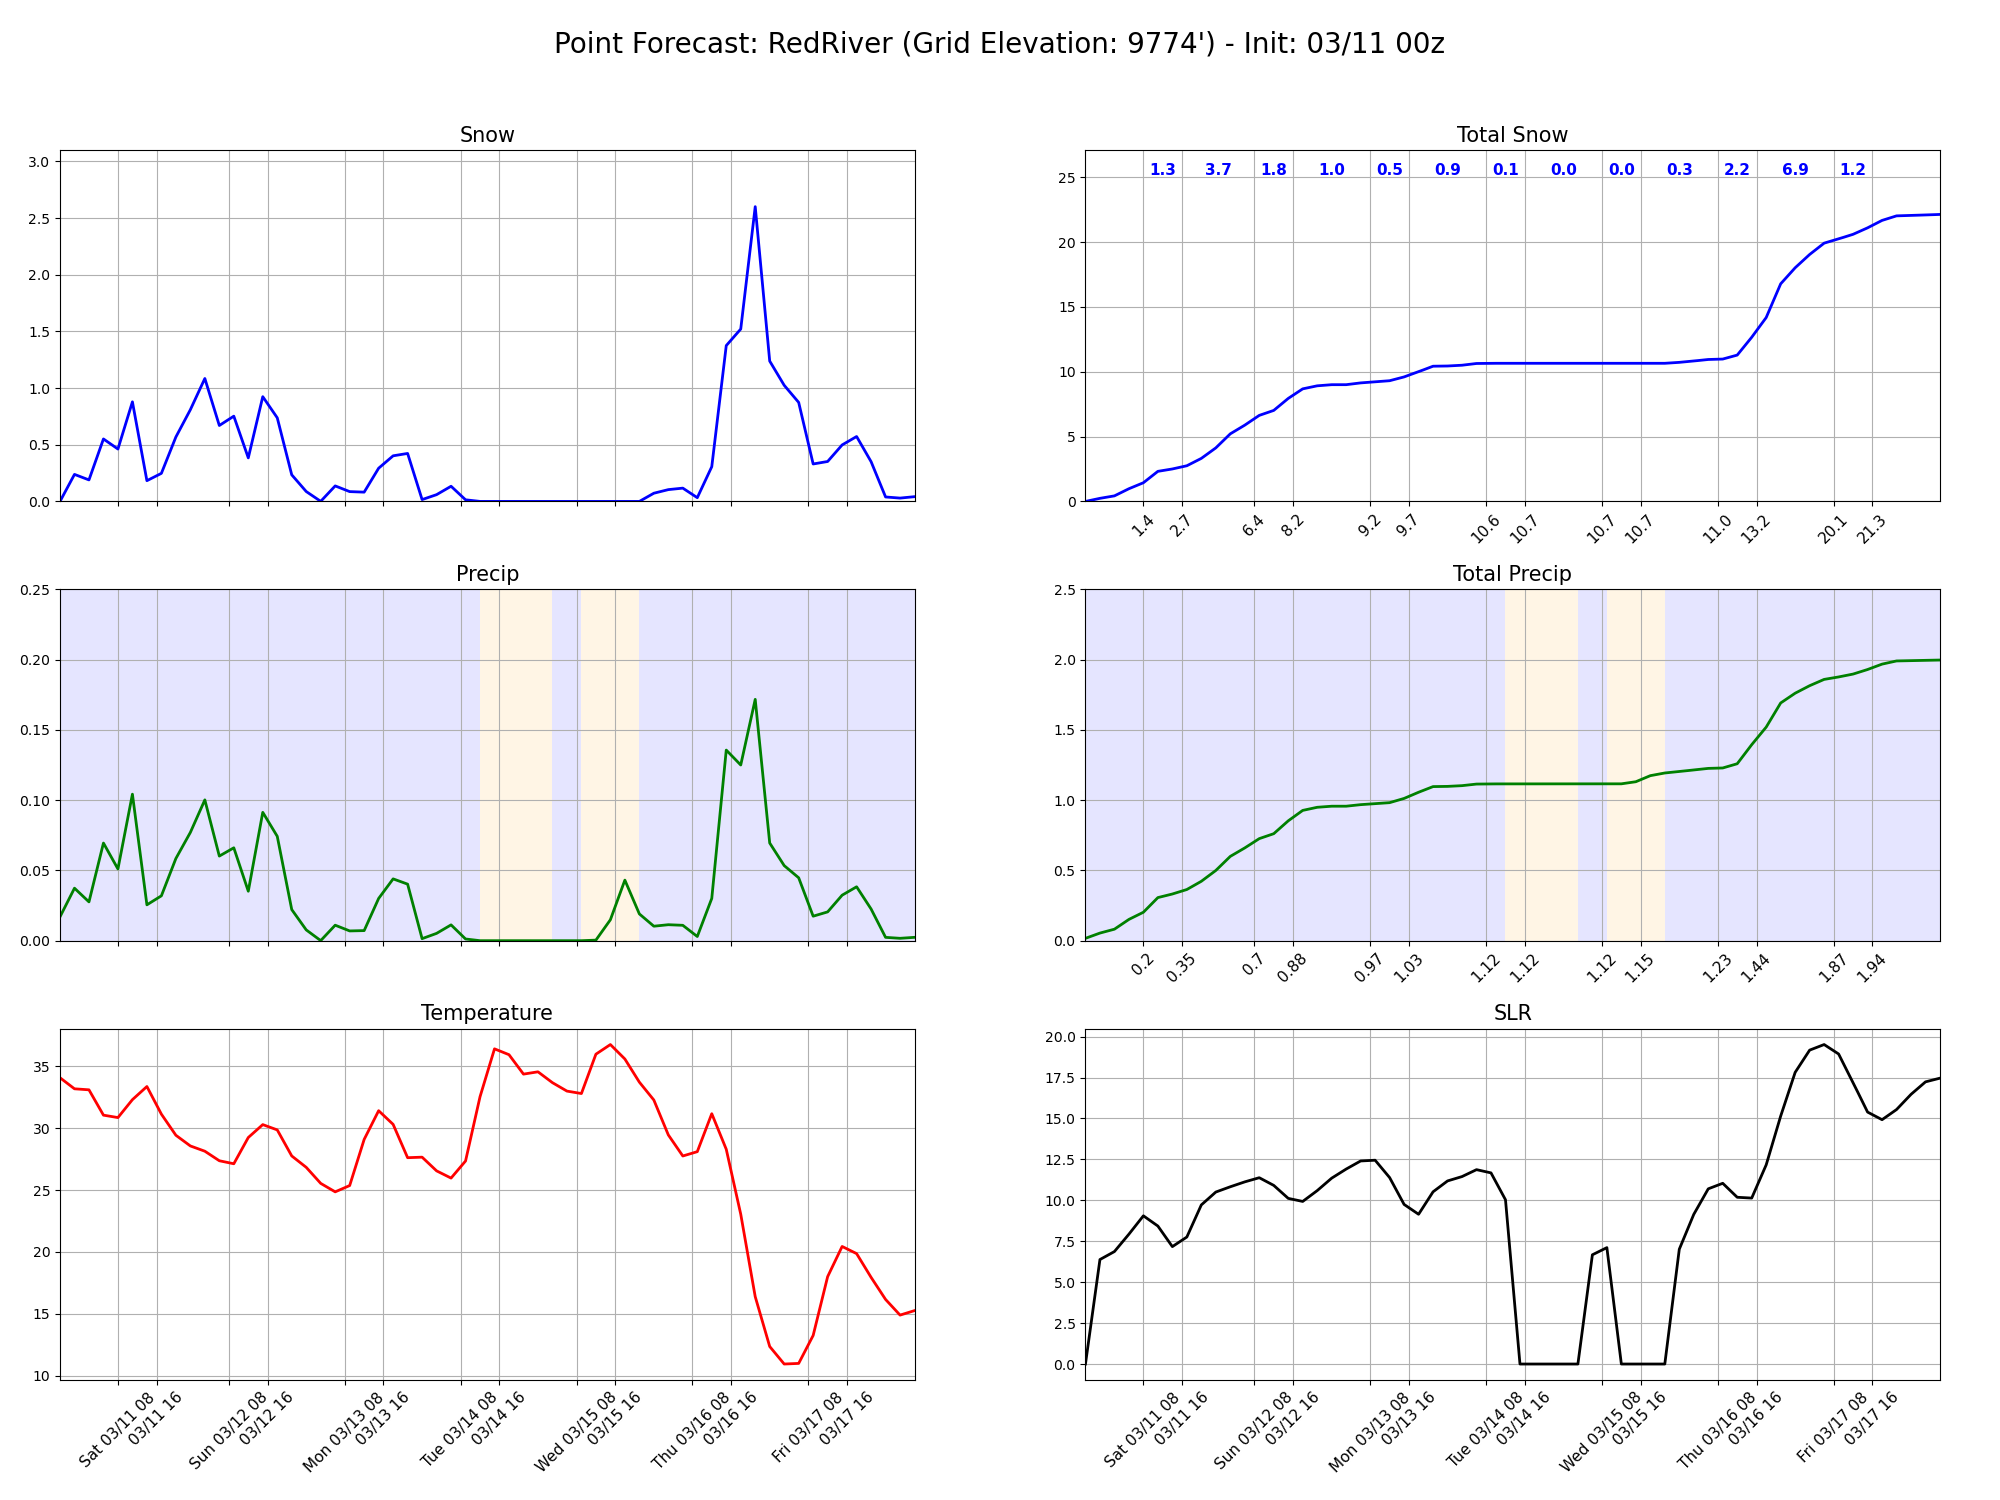 Point Forecast: RedRiver (Grid Elevation: 9774') - Init: 03/11 00z
Snow
3.0
2.5
2.0
1.5
1.0
0.5
0.0
Total Snow
1.3 3.7 1.8 1.0 0.5 0.9 0.1 0.0 0.0 0.3 2.2 6.9 1.2
25
20
15
10
5
0
1.4 2.7 6.4 8.2 9.2 9.7 10.6 10.7 10.7 10.7 11.0 13.2 20.1 21.3
Precip
0.25
0.20
0.15
0.10
0.05
0.00
Total Precip
2.5
2.0
1.5
1.0
0.5
0.0
0.2 0.35 0.7 0.88 0.97 1.03 1.12 1.12 1.12 1.15 1.23 1.44 1.87 1.94
Temperature
35
30
25
20
15
10
Sat 03/11 08
03/11 16
Sun 03/12 08
03/12 16
Mon 03/13 08
03/13 16
Tue 03/14 08
03/14 16
Wed 03/15 08
03/15 16
Thu 03/16 08
03/16 16
Fri 03/17 08
03/17 16
SLR
20.0
17.5
15.0
12.5
10.0
7.5
5.0
2.5
0.0
Sat 03/11 08
03/11 16
Sun 03/12 08
03/12 16
Mon 03/13 08
03/13 16
Tue 03/14 08
03/14 16
Wed 03/15 08
03/15 16
Thu 03/16 08
03/16 16
Fri 03/17 08
03/17 16